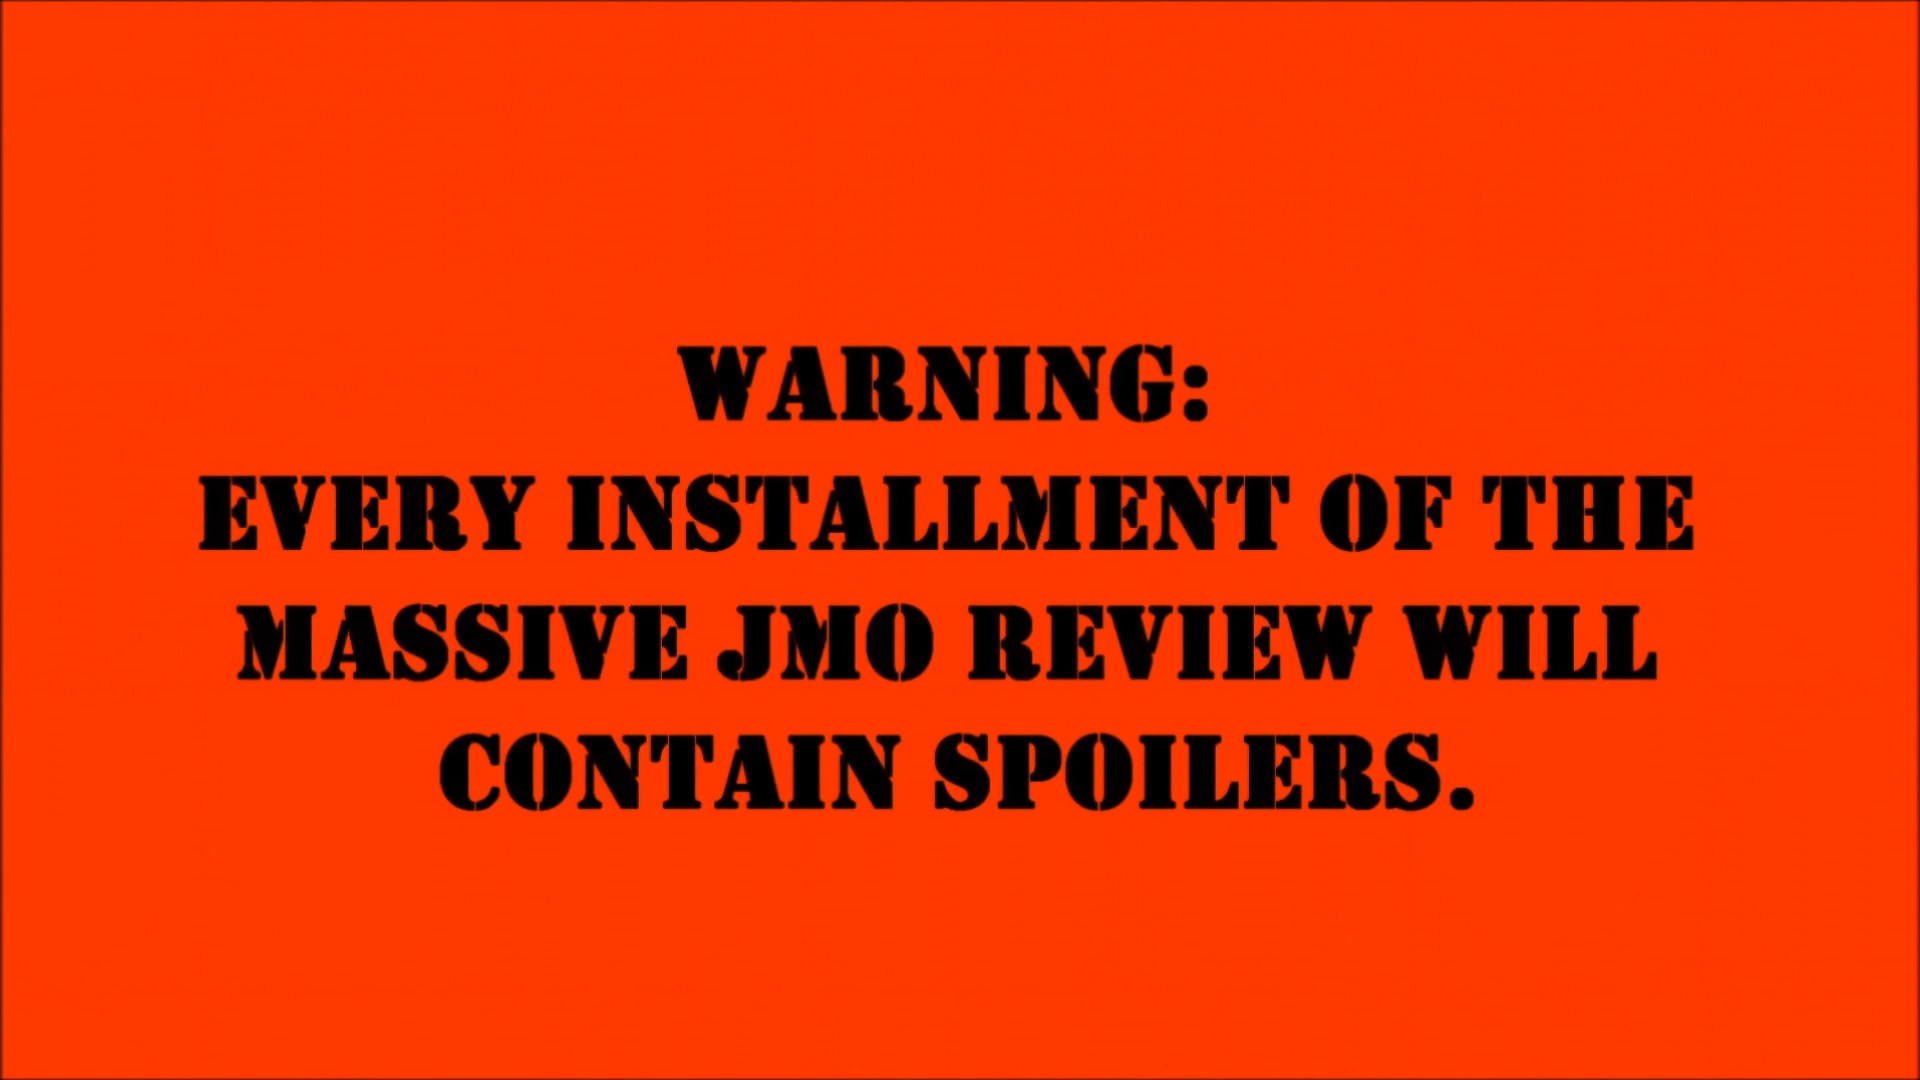 WARNING:
EVERY INSTALLMENT OF THE
MASSIVE JMO REVIEW WILL
CONTAIN SPOILERS.